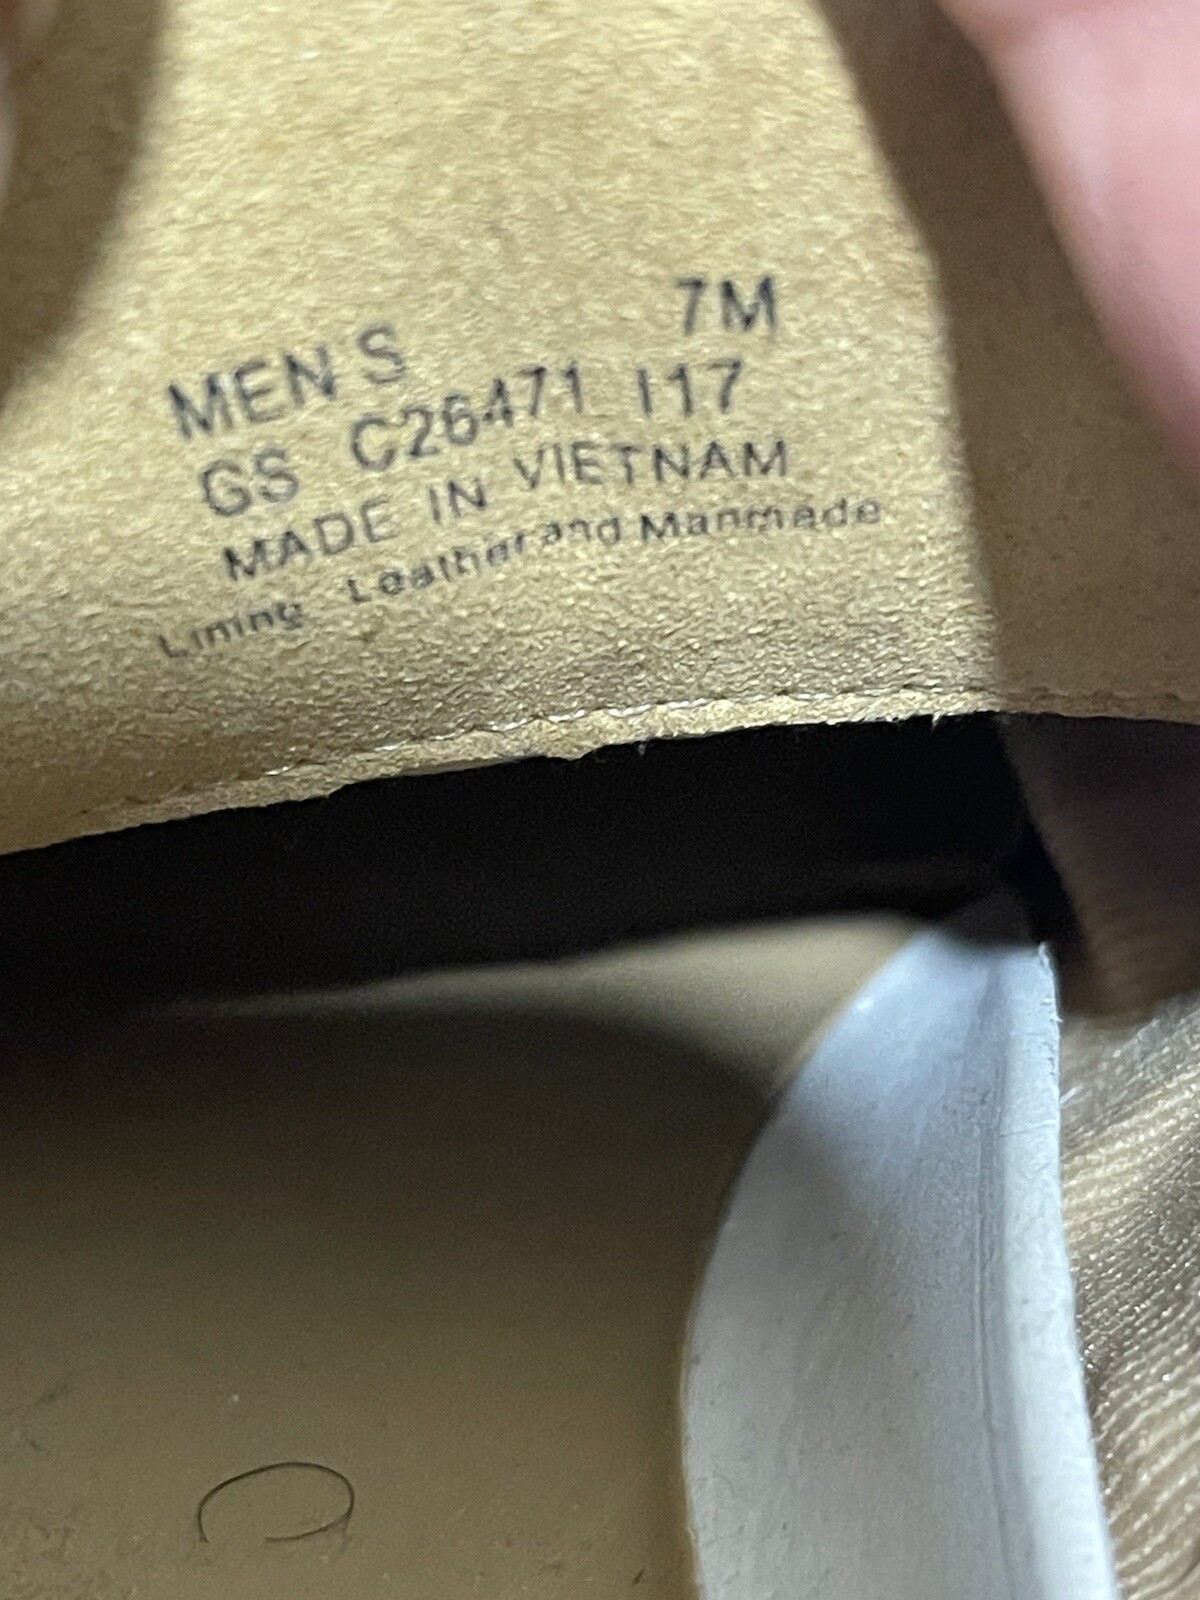 MEN'S 7M
GS C26471 I17
MADE IN VIETNAM
Lining Leather and Manmade